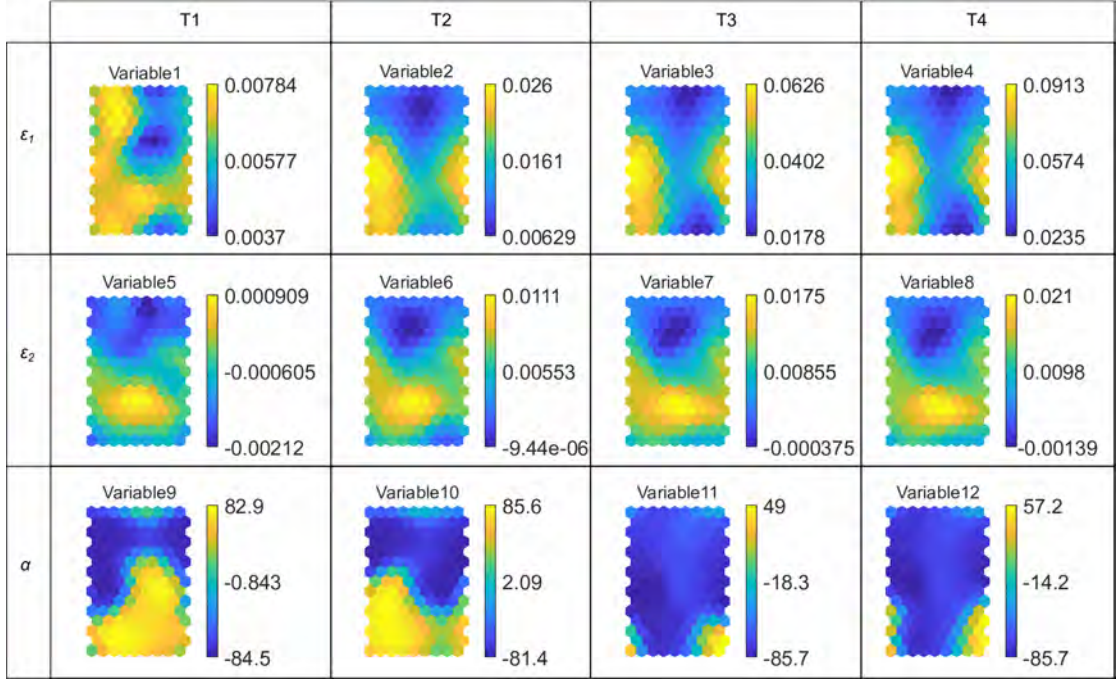 T1 T2 T3 T4
ε1
Variable1 0.00784 0.00577 0.0037
Variable2 0.026 0.0161 0.00629
Variable3 0.0626 0.0402 0.0178
Variable4 0.0913 0.0574 0.0235
ε2
Variable5 0.000909 -0.000605 -0.00212
Variable6 0.0111 0.00553 -9.44e-06
Variable7 0.0175 0.00855 -0.000375
Variable8 0.021 0.0098 -0.00139
α
Variable9 82.9 -0.843 -84.5
Variable10 85.6 2.09 -81.4
Variable11 49 -18.3 -85.7
Variable12 57.2 -14.2 -85.7